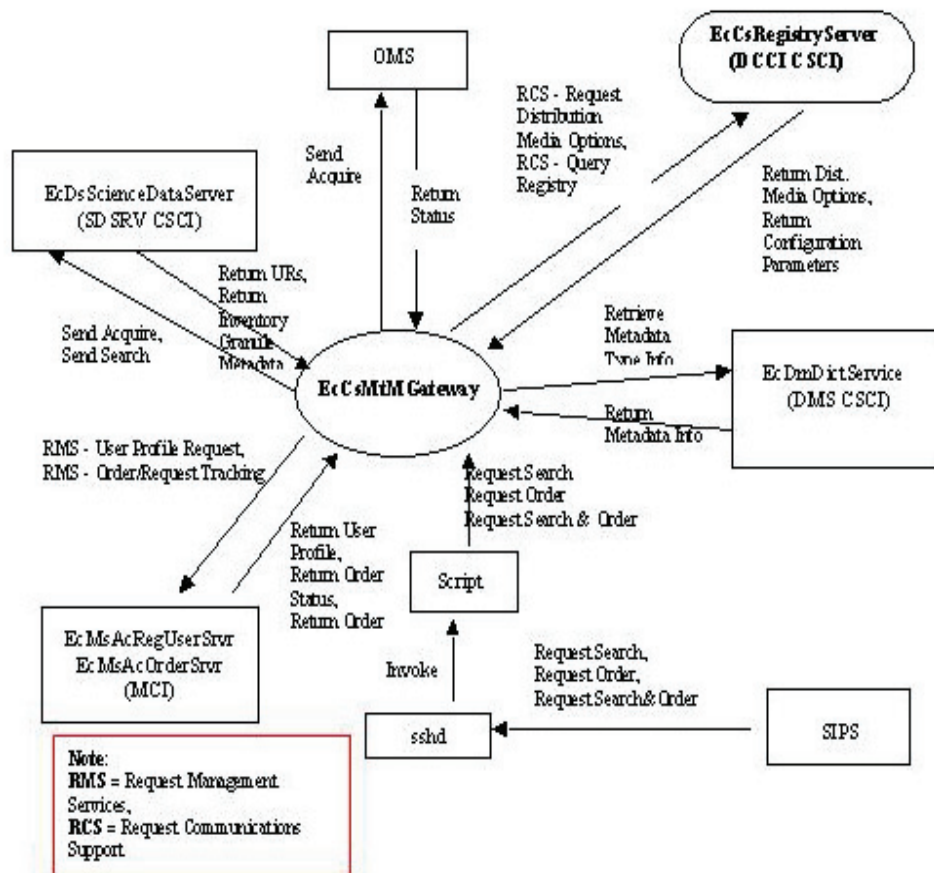 OMS
EcCsRegistryServer
(DCCI CSCI)
RCS - Request
Distribution
Media Options,
RCS - Query
Registry
Send
Acquire
Return
Status
Return Dist.
Media Options,
Return
Configuration
Parameters
EcDsScienceDataServer
(SDSRV CSCI)
Return URs,
Return
Inventory
Granule
Metadata
Send Acquire,
Send Search
Retrieve
Metadata
Type Info
EcCsMtMGateway
EcDmDictService
(DMS CSCI)
Return
Metadata Info
RMS - User Profile Request,
RMS - Order/Request Tracking
Request Search
Request Order
Request Search & Order
Return User
Profile,
Return Order
Status,
Return Order
Script
EcMsAcRegUserSrvr
EcMsAcOrderSrvr
(MCI)
Invoke
Request Search,
Request Order,
Request Search & Order
sshd
SIPS
Note:
RMS = Request Management
Services,
RCS = Request Communications
Support